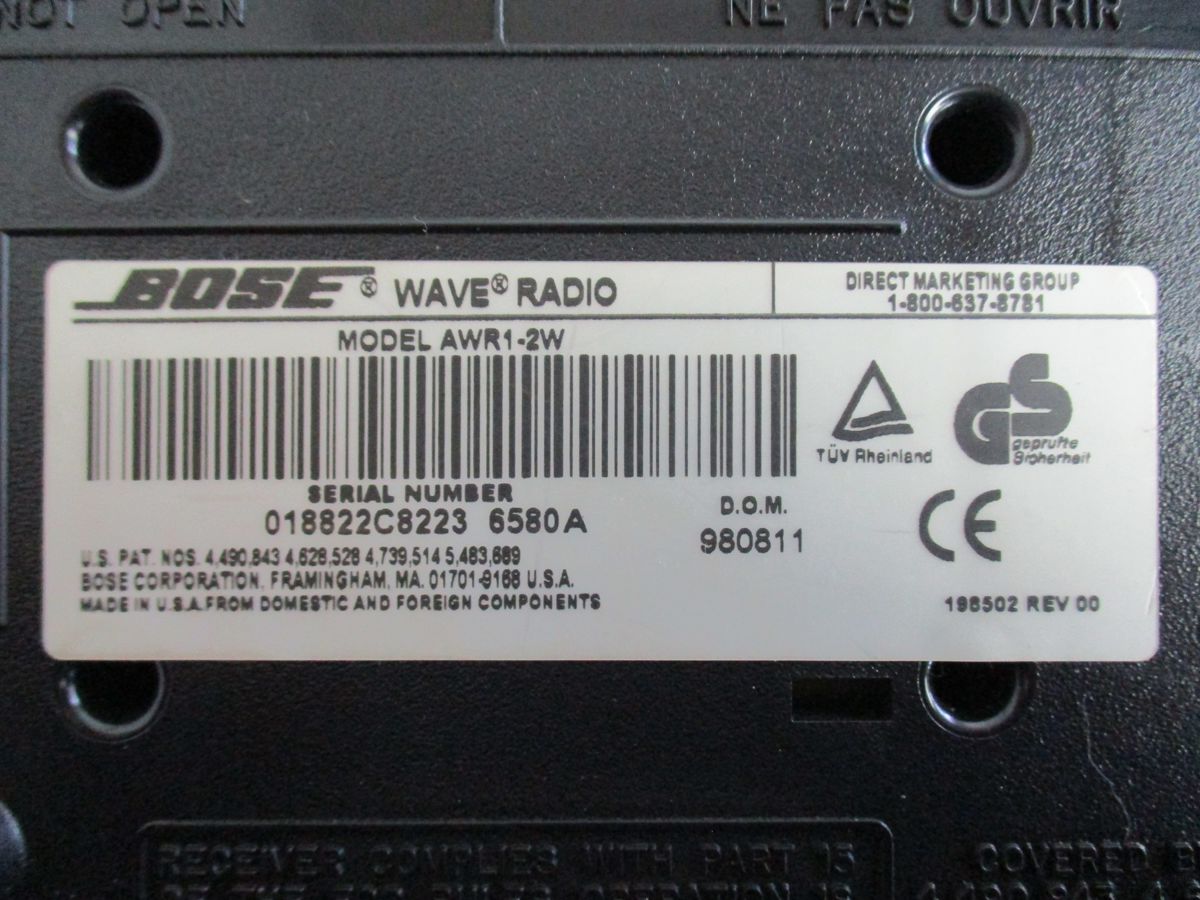 NOT OPEN
NE PAS OUVRIR
BOSE® WAVE® RADIO
DIRECT MARKETING GROUP
1-800-637-8781
MODEL AWR1-2W
TÜV Rheinland
GS
geprüfte
Sicherheit
SERIAL NUMBER
018822C8223 6580A
D.O.M.
980811
CE
U.S. PAT. NOS. 4,490,843 4,628,528 4,739,514 5,483,689
BOSE CORPORATION, FRAMINGHAM, MA. 01701-9168 U.S.A.
MADE IN U.S.A. FROM DOMESTIC AND FOREIGN COMPONENTS
198502 REV 00
RECEIVER COMPLIES WITH PART 15
COVERED
OPERATION IS